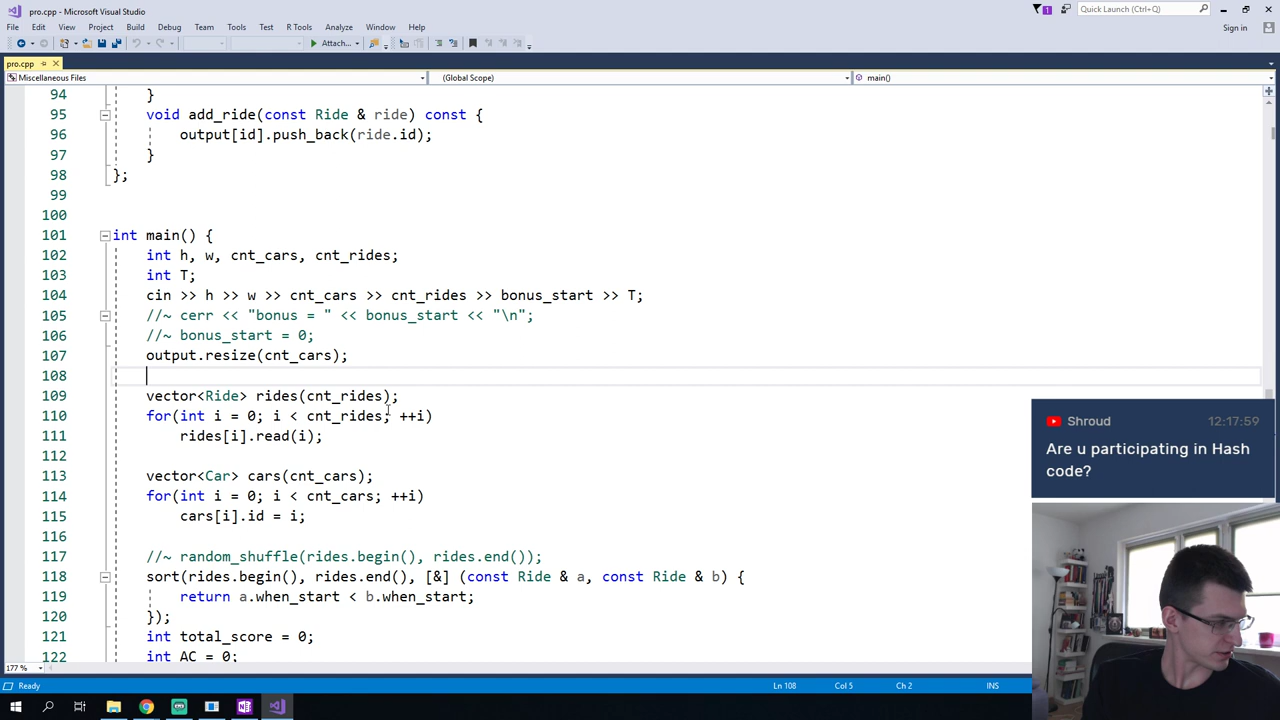 pro.cpp - Microsoft Visual Studio
1
Quick Launch (Ctrl+Q)
File Edit View Project Build Debug Team Tools Test R Tools Analyze Window Help
Sign in
Attach...
pro.cpp
Miscellaneous Files (Global Scope) main()
94 }
95 void add_ride(const Ride & ride) const {
96 output[id].push_back(ride.id);
97 }
98 };
99
100
101 int main() {
102 int h, w, cnt_cars, cnt_rides;
103 int T;
104 cin >> h >> w >> cnt_cars >> cnt_rides >> bonus_start >> T;
105 //~ cerr << "bonus = " << bonus_start << "\n";
106 //~ bonus_start = 0;
107 output.resize(cnt_cars);
108
109 vector<Ride> rides(cnt_rides);
110 for(int i = 0; i < cnt_rides; ++i)
111 rides[i].read(i);
112
113 vector<Car> cars(cnt_cars);
114 for(int i = 0; i < cnt_cars; ++i)
115 cars[i].id = i;
116
117 //~ random_shuffle(rides.begin(), rides.end());
118 sort(rides.begin(), rides.end(), [&] (const Ride & a, const Ride & b) {
119 return a.when_start < b.when_start;
120 });
121 int total_score = 0;
122 int AC = 0;
Shroud 12:17:59
Are u participating in Hash
code?
177 %
Ready Ln 108 Col 5 Ch 2 INS